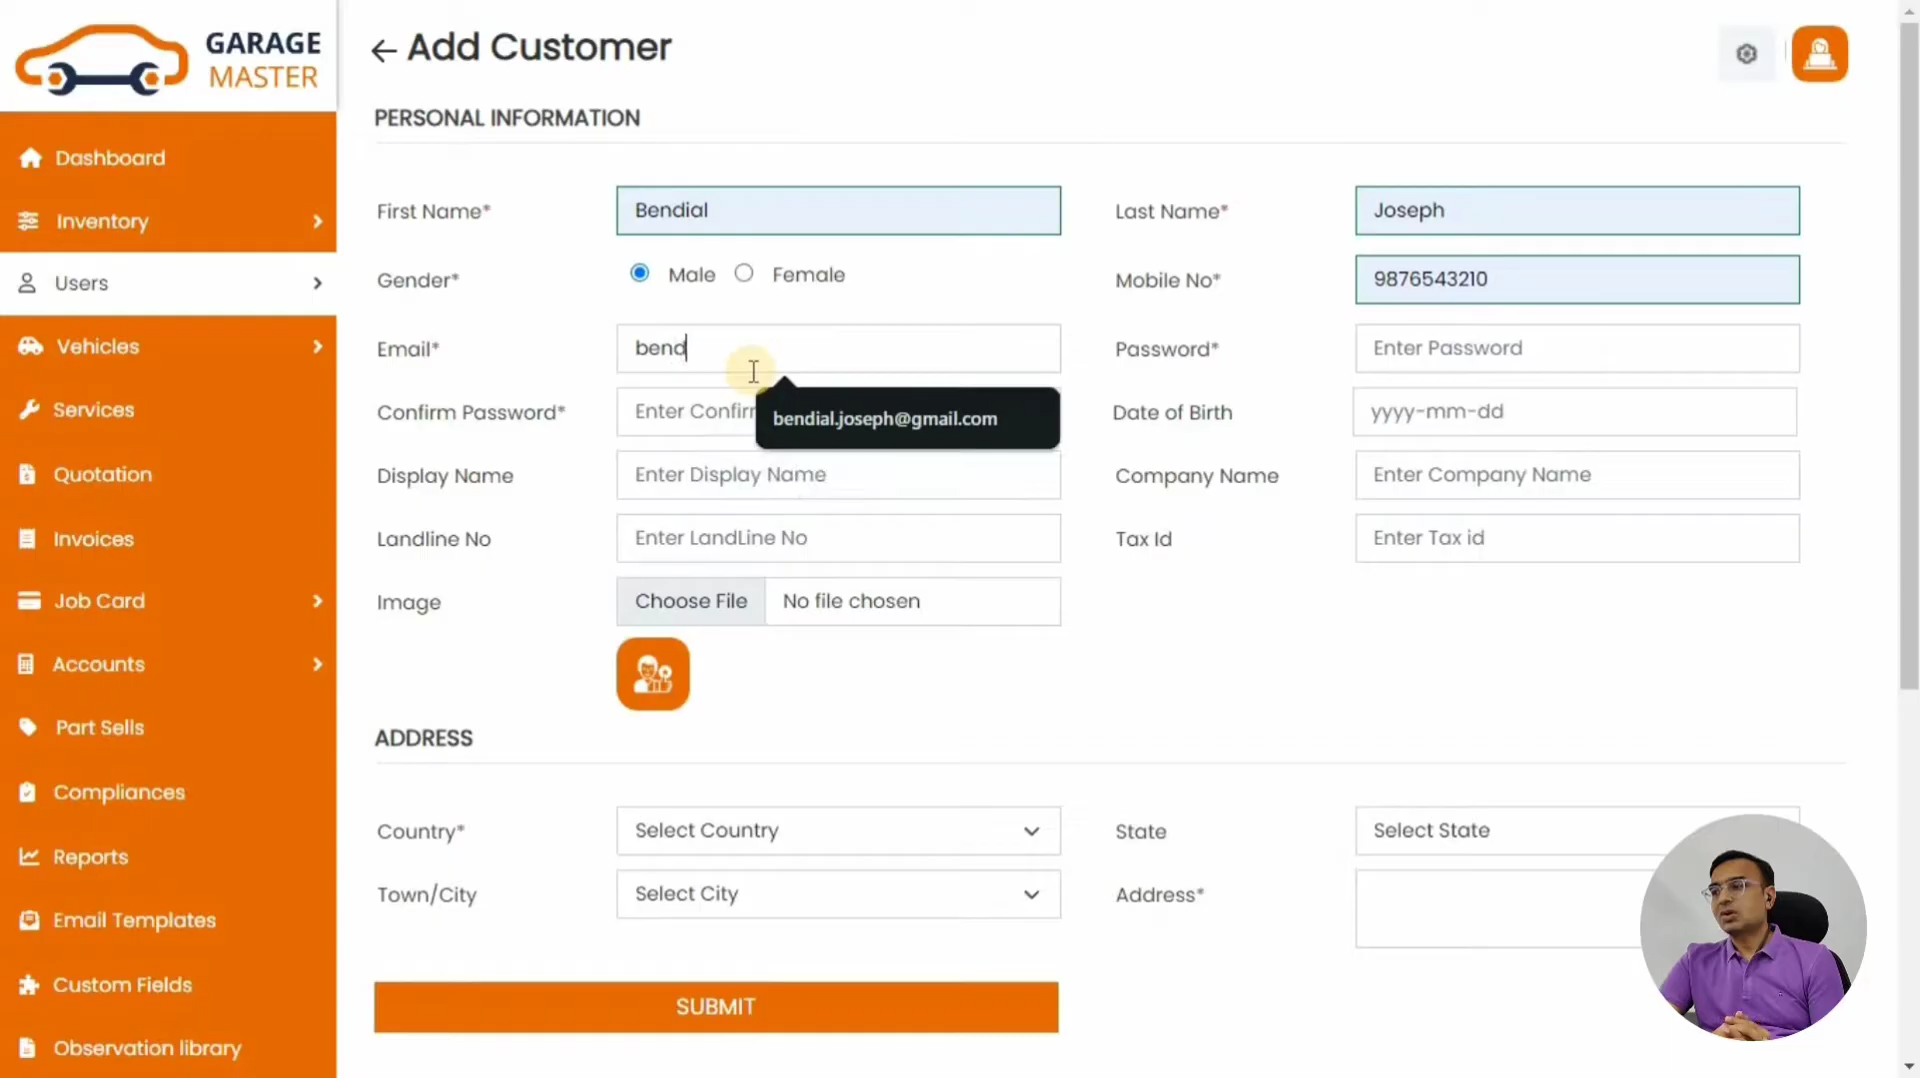 GARAGE
MASTER
Dashboard
Inventory
Users
Vehicles
Services
Quotation
Invoices
Job Card
Accounts
Part Sells
Compliances
Reports
Email Templates
Custom Fields
Observation library
Add Customer
PERSONAL INFORMATION
First Name* Bendial Last Name* Joseph
Gender* Male Female Mobile No* 9876543210
Email* bend Password* Enter Password
bendial.joseph@gmail.com
Confirm Password* Enter Confir Date of Birth yyyy-mm-dd
Display Name Enter Display Name Company Name Enter Company Name
Landline No Enter LandLine No Tax Id Enter Tax id
Image Choose File No file chosen
ADDRESS
Country* Select Country State Select State
Town/City Select City Address*
SUBMIT